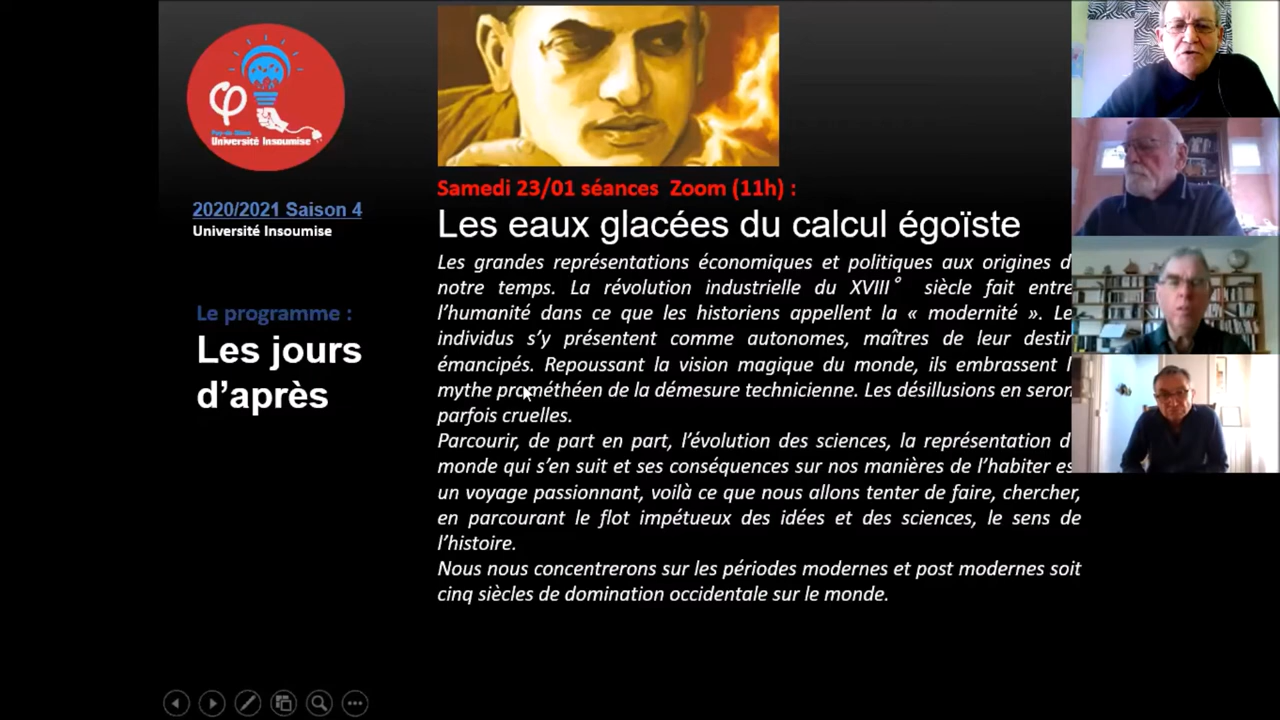 φ
Puy-de-Dôme
Université Insoumise
2020/2021 Saison 4
Université Insoumise
Le programme :
Les jours
d’après
Samedi 23/01 séances Zoom (11h) :
Les eaux glacées du calcul égoïste
Les grandes représentations économiques et politiques aux origines d
notre temps. La révolution industrielle du XVIII° siècle fait entre
l’humanité dans ce que les historiens appellent la « modernité ». Le
individus s’y présentent comme autonomes, maîtres de leur destin
émancipés. Repoussant la vision magique du monde, ils embrassent l
mythe prométhéen de la démesure technicienne. Les désillusions en seron
parfois cruelles.
Parcourir, de part en part, l’évolution des sciences, la représentation d
monde qui s’en suit et ses conséquences sur nos manières de l’habiter es
un voyage passionnant, voilà ce que nous allons tenter de faire, chercher,
en parcourant le flot impétueux des idées et des sciences, le sens de
l’histoire.
Nous nous concentrerons sur les périodes modernes et post modernes soit
cinq siècles de domination occidentale sur le monde.